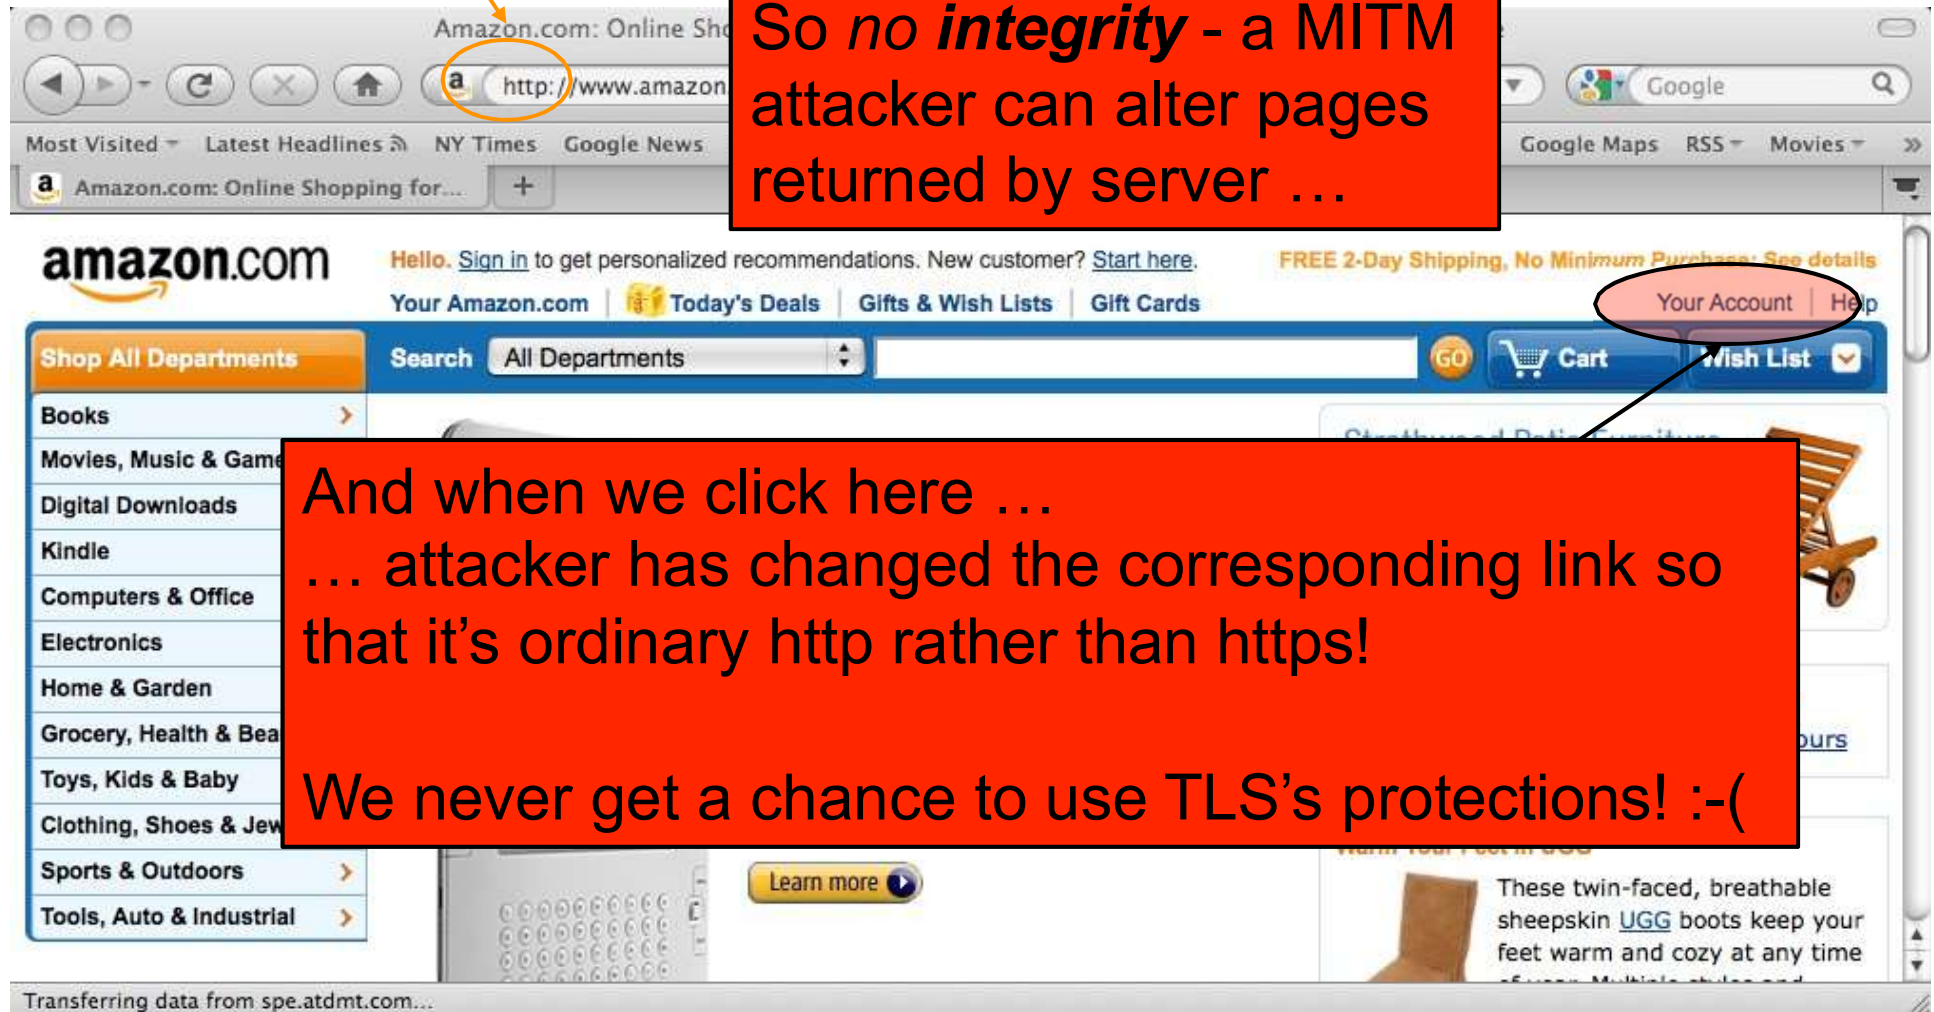 Amazon.com: Online Sho
So no integrity - a MITM
attacker can alter pages
returned by server …
http://www.amazon.
Google
Most Visited Latest Headlines NY Times Google News Google Maps RSS Movies »
Amazon.com: Online Shopping for... +
amazon.com
Hello. Sign in to get personalized recommendations. New customer? Start here.
FREE 2-Day Shipping, No Minimum Purchase: See details
Your Amazon.com | Today's Deals | Gifts & Wish Lists | Gift Cards
Your Account | Help
Shop All Departments
Search All Departments GO Cart Wish List
Books
Movies, Music & Game
Digital Downloads
Kindle
Computers & Office
Electronics
Home & Garden
Grocery, Health & Bea
Toys, Kids & Baby
Clothing, Shoes & Jew
Sports & Outdoors
Tools, Auto & Industrial
And when we click here …
… attacker has changed the corresponding link so
that it’s ordinary http rather than https!
We never get a chance to use TLS’s protections! :-(
Learn more
These twin-faced, breathable
sheepskin UGG boots keep your
feet warm and cozy at any time
Transferring data from spe.atdmt.com...